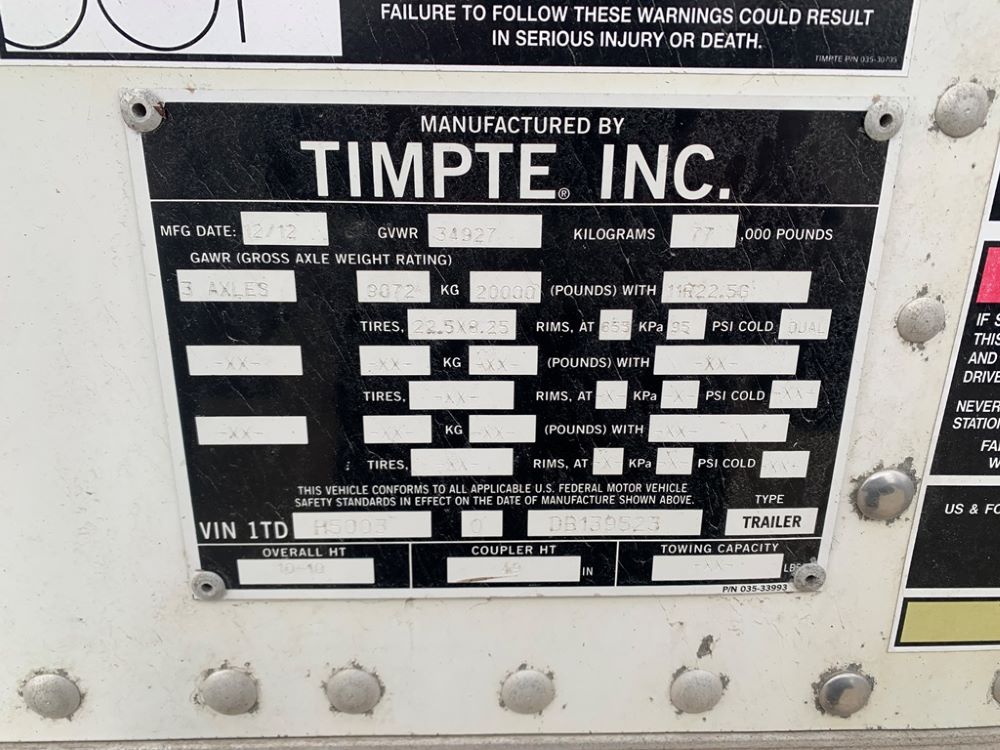 FAILURE TO FOLLOW THESE WARNINGS COULD RESULT
IN SERIOUS INJURY OR DEATH.
TIMPTE P/N 035-30735
MANUFACTURED BY
TIMPTE® INC.
MFG DATE: 2/12 GVWR 34927 KILOGRAMS 77 ,000 POUNDS
GAWR (GROSS AXLE WEIGHT RATING)
3 AXLES 9072 KG 20000 (POUNDS) WITH 11R22.5G
TIRES, 22.5X8.25 RIMS, AT 655 KPa 95 PSI COLD DUAL
-XX- -XX- KG -XX- (POUNDS) WITH -XX-
TIRES, -XX- RIMS, AT -X- KPa -X- PSI COLD -XX-
-XX- -XX- KG -XX- (POUNDS) WITH -XX-
TIRES, -XX- RIMS, AT -X- KPa -XX- PSI COLD -XX-
THIS VEHICLE CONFORMS TO ALL APPLICABLE U.S. FEDERAL MOTOR VEHICLE
SAFETY STANDARDS IN EFFECT ON THE DATE OF MANUFACTURE SHOWN ABOVE.
TYPE
VIN 1TD H5003 0 DB139523 TRAILER
OVERALL HT COUPLER HT TOWING CAPACITY
10-10 49 IN -XX- LBS
P/N 035-33993
IF
THIS
AND
DRIVE
NEVER
STATIO
FA
W
US & FO